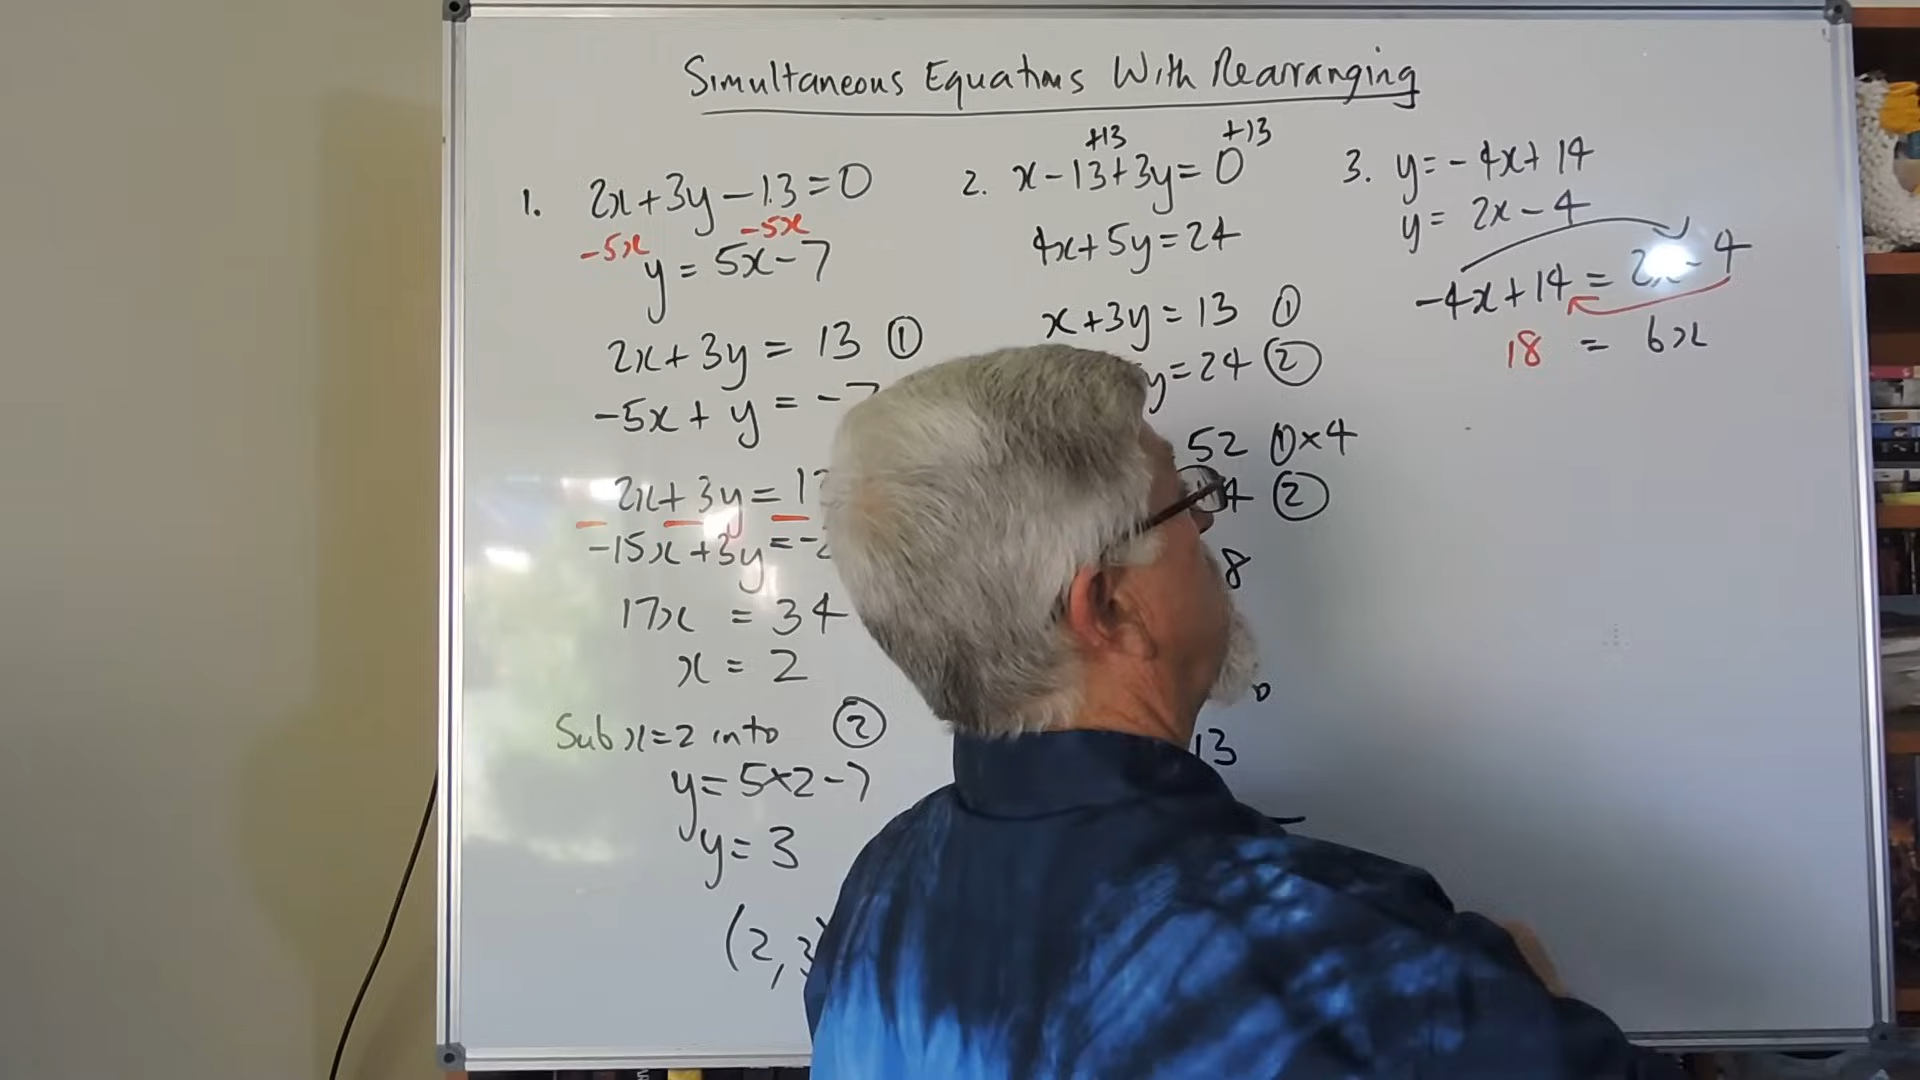 Simultaneous Equations With Rearranging
1. 2x+3y-13=0
-5x -5x
y = 5x-7
2x+3y = 13 ①
-5x + y = -7
2x+3y = 1
-15x+3y=-2
17x = 34
x = 2
Sub x=2 into ②
y= 5×2-7
y= 3
(2,3)
+13 +13
2. x-13+3y=0
4x+5y=24
x+3y=13 ①
y=24 ②
52 ①×4
4 ②
8
13
3. y=-4x+14
y= 2x-4
-4x+14 = 2x-4
18 = 6x